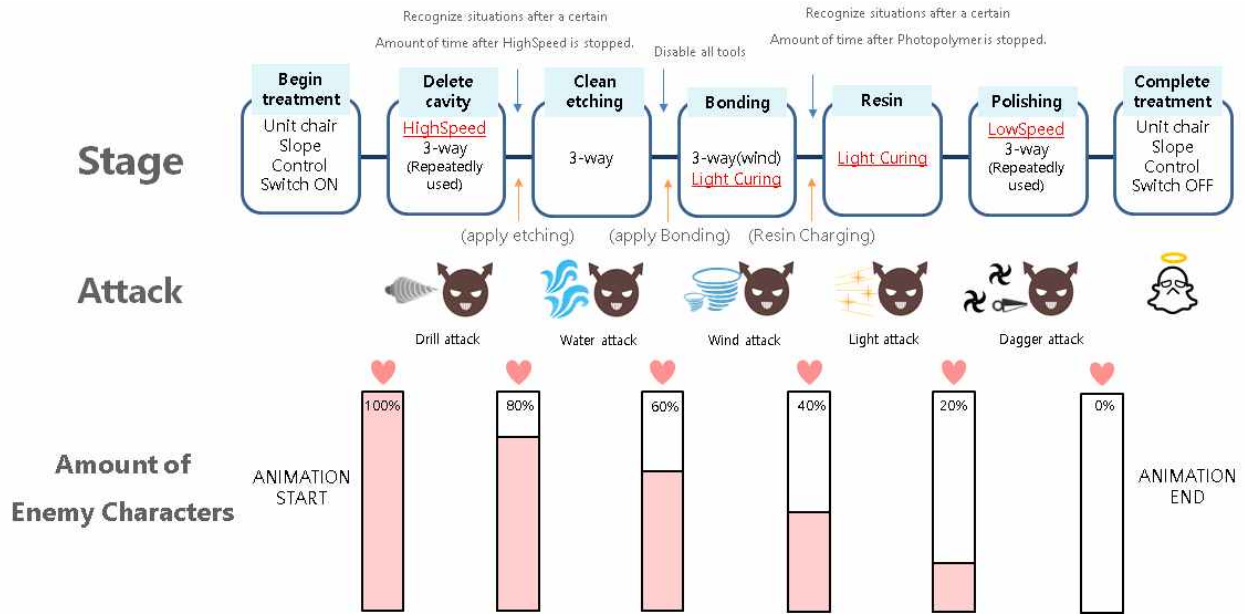 Recognize situations after a certain
Amount of time after HighSpeed is stopped.
Disable all tools
Recognize situations after a certain
Amount of time after Photopolymer is stopped.
Stage
Begin
treatment
Unit chair
Slope
Control
Switch ON
Delete
cavity
HighSpeed
3-way
(Repeatedly
used)
Clean
etching
3-way
Bonding
3-way(wind)
Light Curing
Resin
Light Curing
Polishing
LowSpeed
3-way
(Repeatedly
used)
Complete
treatment
Unit chair
Slope
Control
Switch OFF
(apply etching)
(apply Bonding)
(Resin Charging)
Attack
Drill attack
Water attack
Wind attack
Light attack
Dagger attack
Amount of
Enemy Characters
ANIMATION
START
100%
80%
60%
40%
20%
0%
ANIMATION
END